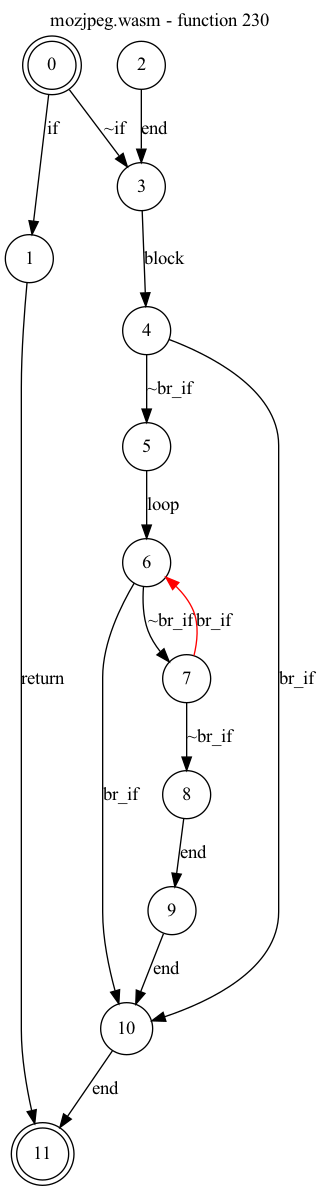 mozjpeg.wasm - function 230
0
2
if
~if
end
3
1
block
4
~br_if
5
loop
6
~br_if
br_if
return
7
br_if
~br_if
br_if
8
end
9
end
10
end
11